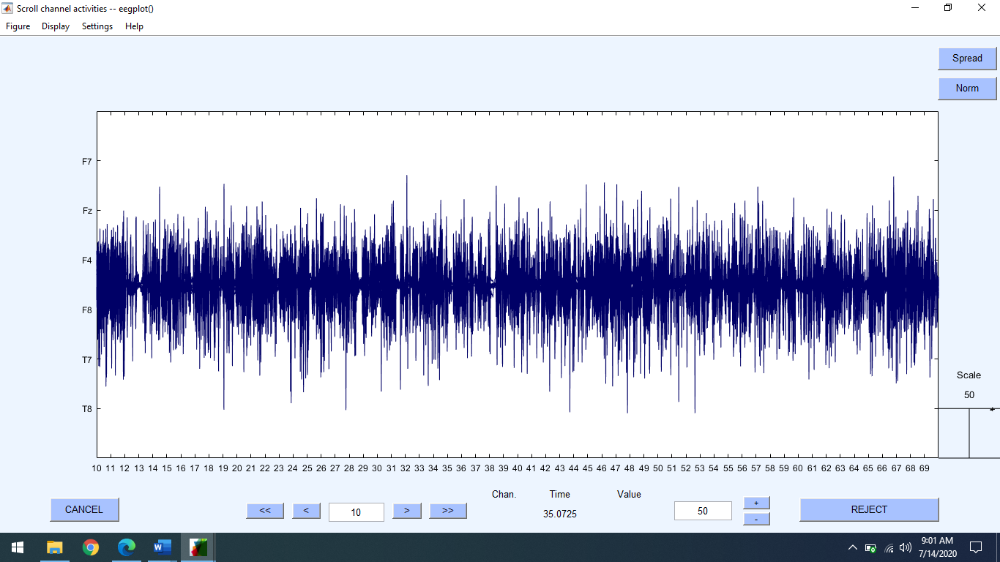 Scroll channel activities -- eegplot()
Figure Display Settings Help
Spread
Norm
F7
Fz
F4
F8
T7
T8
Scale
50
10 11 12 13 14 15 16 17 18 19 20 21 22 23 24 25 26 27 28 29 30 31 32 33 34 35 36 37 38 39 40 41 42 43 44 45 46 47 48 49 50 51 52 53 54 55 56 57 58 59 60 61 62 63 64 65 66 67 68 69
Chan. Time Value
35.0725
CANCEL << < 10 > >> 50 + - REJECT
9:01 AM
7/14/2020